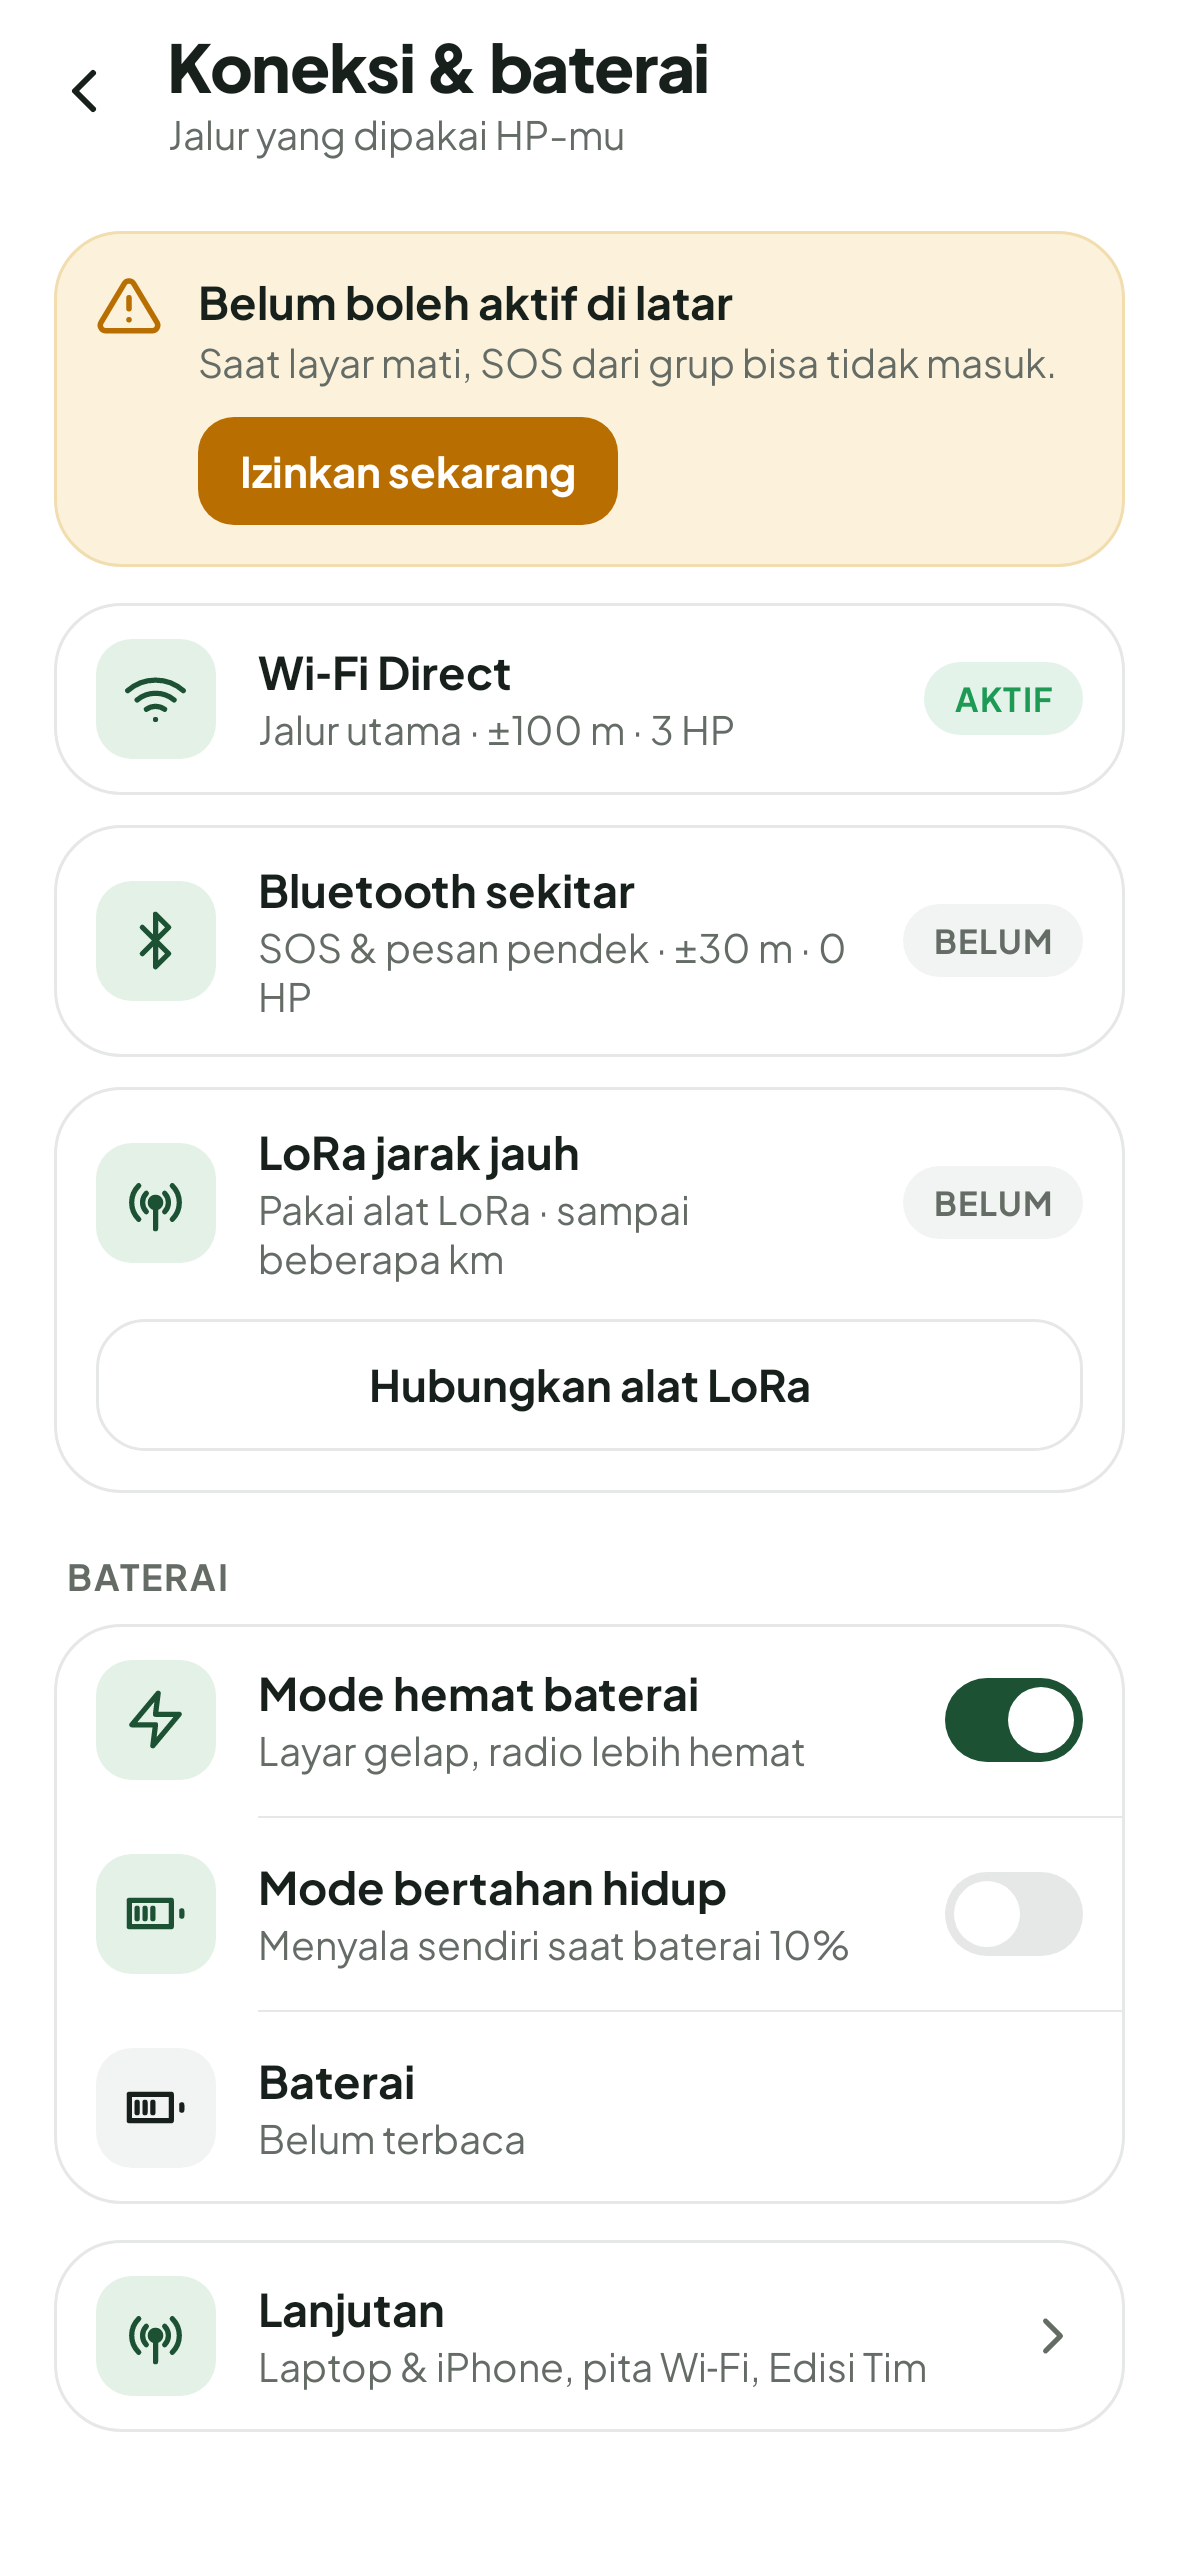 Koneksi & baterai
Jalur yang dipakai HP-mu
Belum boleh aktif di latar
Saat layar mati, SOS dari grup bisa tidak masuk.
Izinkan sekarang
Wi-Fi Direct
Jalur utama · ±100 m · 3 HP
AKTIF
Bluetooth sekitar
SOS & pesan pendek · ±30 m · 0
HP
BELUM
LoRa jarak jauh
Pakai alat LoRa · sampai
beberapa km
BELUM
Hubungkan alat LoRa
BATERAI
Mode hemat baterai
Layar gelap, radio lebih hemat
Mode bertahan hidup
Menyala sendiri saat baterai 10%
Baterai
Belum terbaca
Lanjutan
Laptop & iPhone, pita Wi-Fi, Edisi Tim